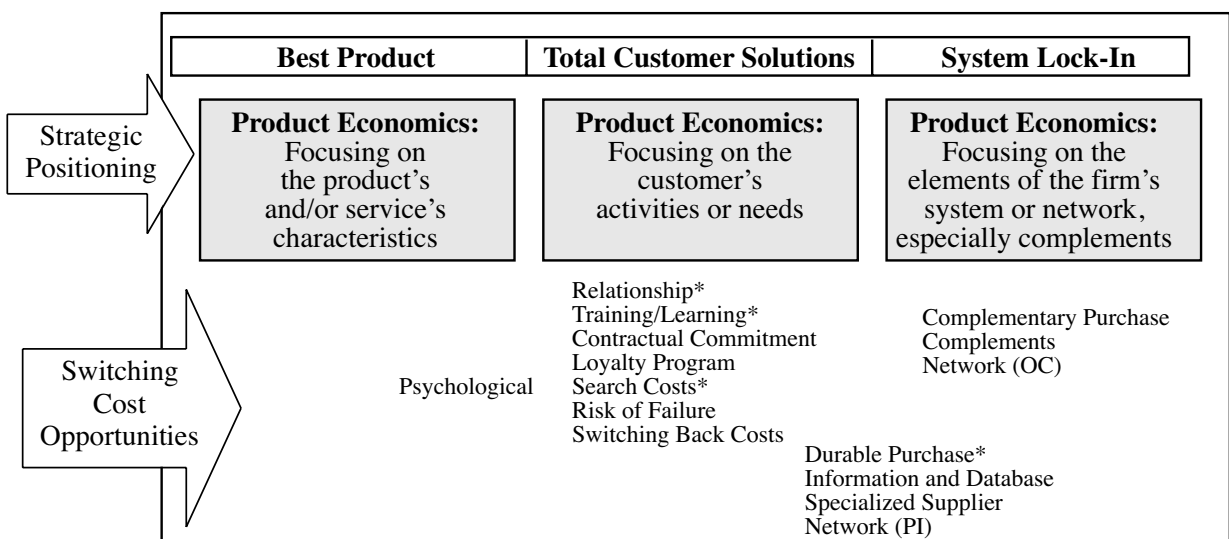 Best Product
Total Customer Solutions
System Lock-In
Strategic
Positioning
Product Economics:
Focusing on
the product's
and/or service's
characteristics
Product Economics:
Focusing on the
customer's
activities or needs
Product Economics:
Focusing on the
elements of the firm's
system or network,
especially complements
Switching
Cost
Opportunities
Psychological
Relationship*
Training/Learning*
Contractual Commitment
Loyalty Program
Search Costs*
Risk of Failure
Switching Back Costs
Complementary Purchase
Complements
Network (OC)
Durable Purchase*
Information and Database
Specialized Supplier
Network (PI)